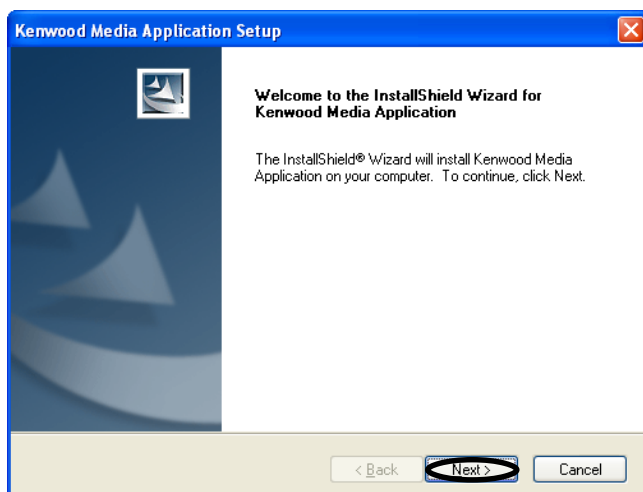 Kenwood Media Application Setup
Welcome to the InstallShield Wizard for
Kenwood Media Application
The InstallShield® Wizard will install Kenwood Media
Application on your computer. To continue, click Next.
< Back
Next >
Cancel